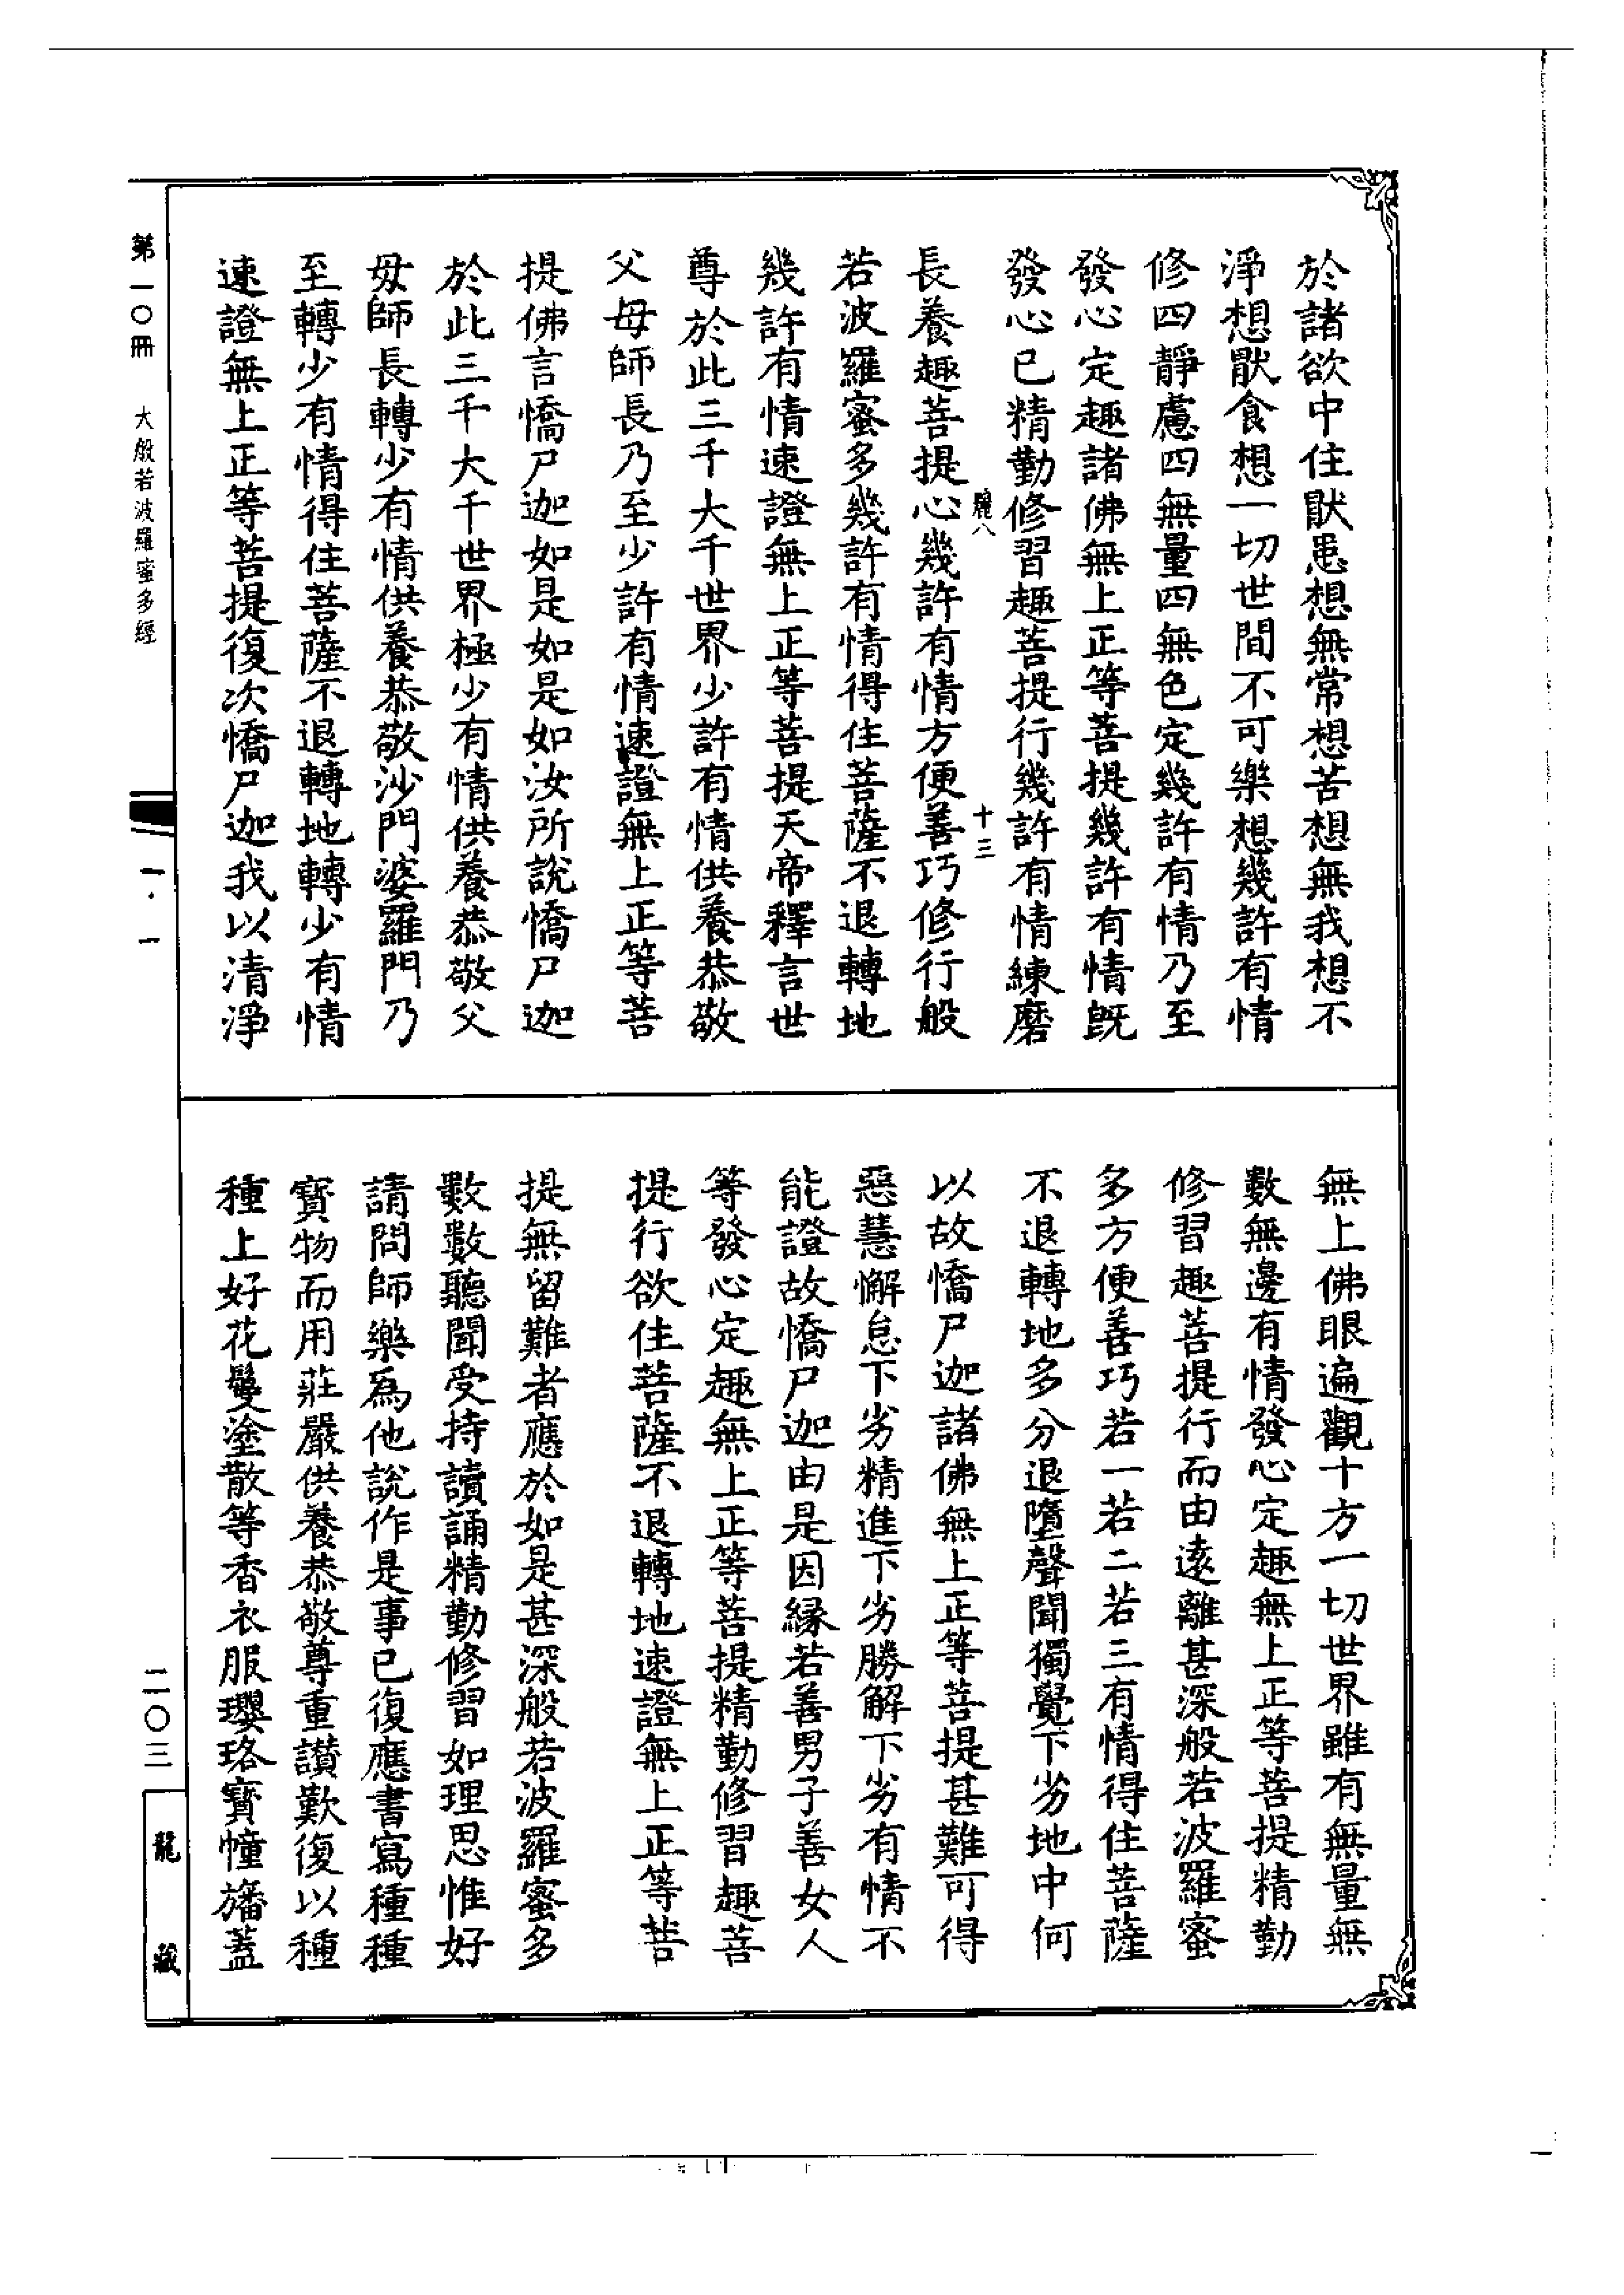 於諸欲中住猒恚想無常想苦想無我想不
淨想猒食想一切世間不可樂想幾許有情
修四靜慮四無量四無色定幾許有情乃至
發心定趣諸佛無上正等菩提幾許有情旣
發心已精勤修習趣菩提行幾許有情練磨
麗八
十三
長養趣菩提心幾許有情方便善巧修行般
若波羅蜜多幾許有情得住菩薩不退轉地
幾許有情速證無上正等菩提天帝釋言世
尊於此三千大千世界少許有情供養恭敬
父母師長乃至少許有情速證無上正等菩
提佛言憍尸迦如是如是如汝所說憍尸迦
於此三千大千世界極少有情供養恭敬父
母師長轉少有情供養恭敬沙門婆羅門乃
至轉少有情得住菩薩不退轉地轉少有情
速證無上正等菩提復次憍尸迦我以清淨
無上佛眼遍觀十方一切世界雖有無量無
數無邊有情發心定趣無上正等菩提精勤
修習趣菩提行而由遠離甚深般若波羅蜜
多方便善巧若一若二若三有情得住菩薩
不退轉地多分退墮聲聞獨覺下劣地中何
以故憍尸迦諸佛無上正等菩提甚難可得
惡慧懈怠下劣精進下劣勝解下劣有情不
能證故憍尸迦由是因緣若善男子善女人
等發心定趣無上正等菩提精勤修習趣菩
提行欲住菩薩不退轉地速證無上正等菩
提無留難者應於如是甚深般若波羅蜜多
數數聽聞受持讀誦精勤修習如理思惟好
請問師樂爲他說作是事已復應書寫種種
寶物而用莊嚴供養恭敬尊重讚歎復以種
種上好花鬘塗散等香衣服瓔珞寶幢旛蓋
第一〇冊 大般若波羅蜜多經
一·一
二〇三
龍藏